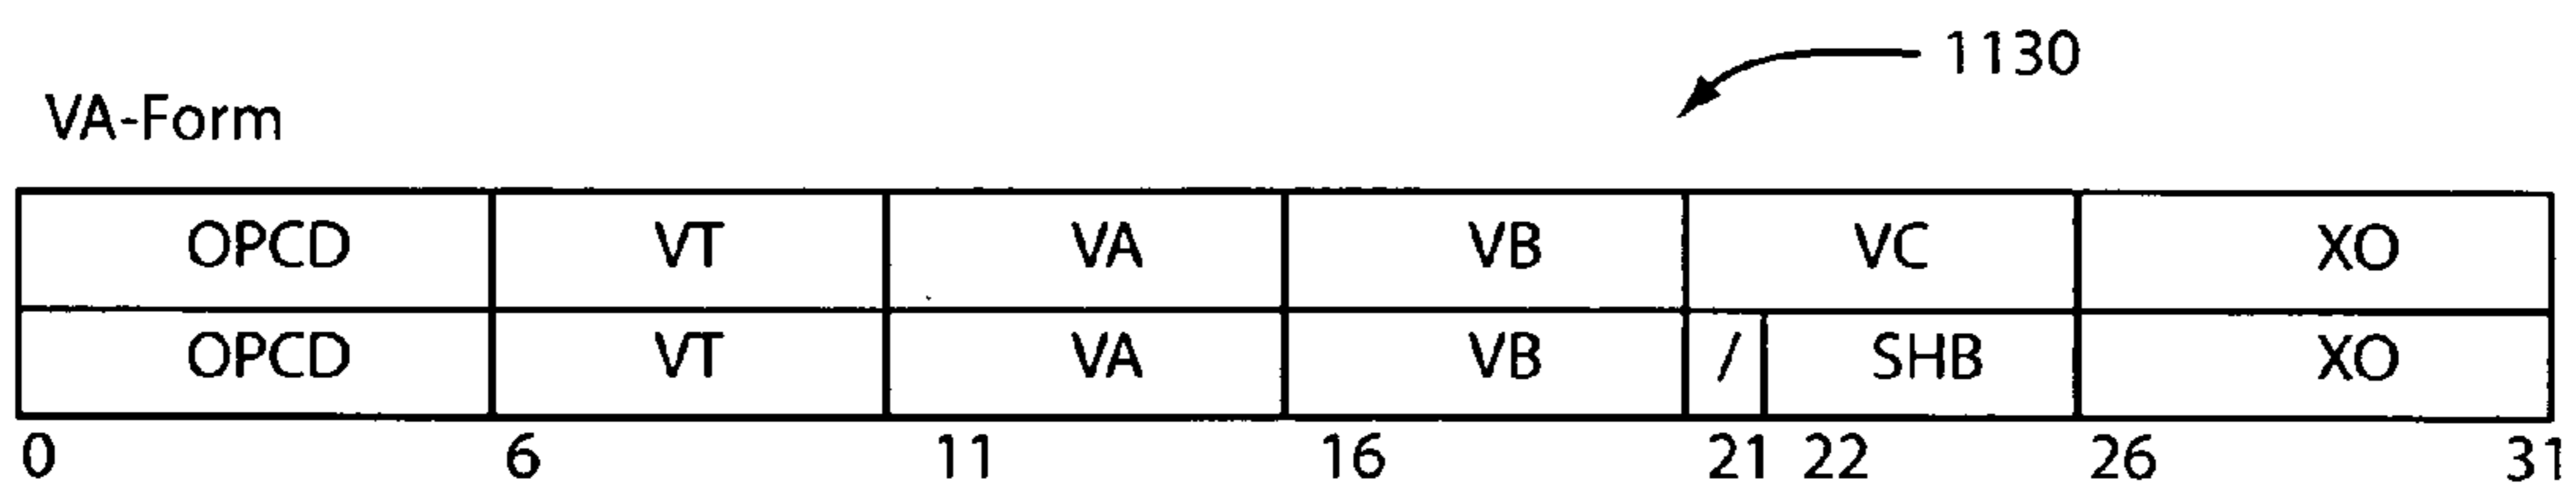 1130
VA-Form
OPCD VT VA VB VC XO
OPCD VT VA VB / SHB XO
0 6 11 16 21 22 26 31